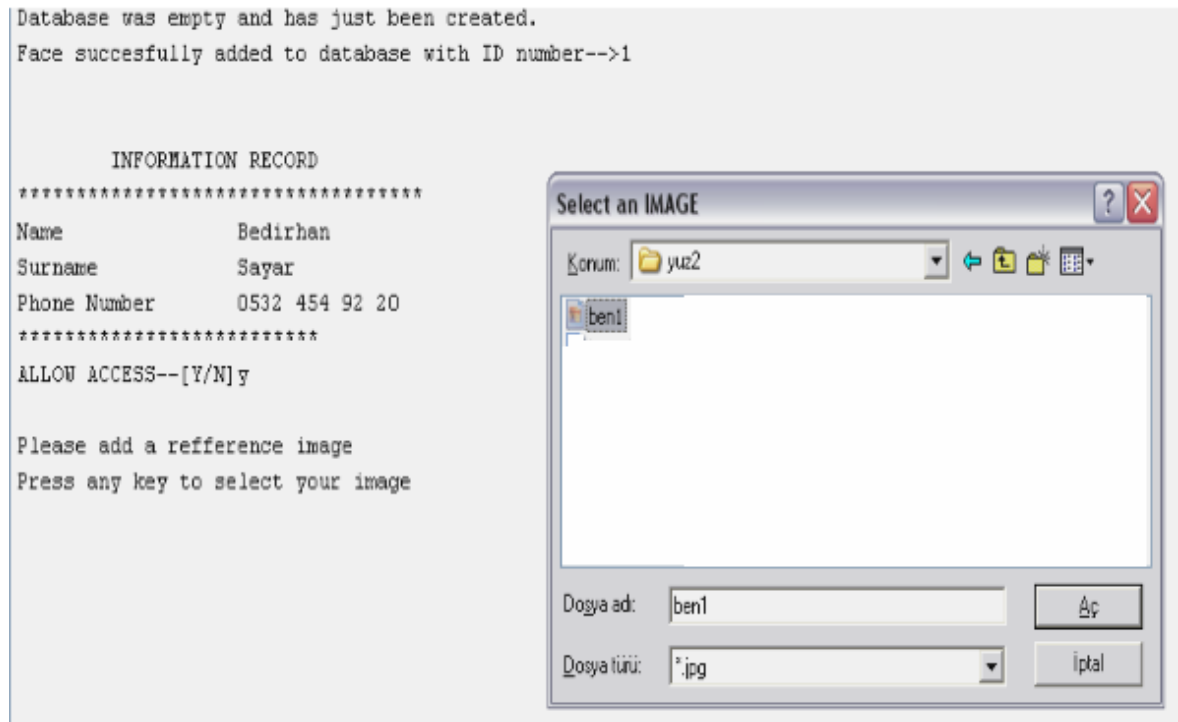 Database was empty and has just been created.
Face succesfully added to database with ID number-->1
INFORMATION RECORD
***********************************
Name Bedirhan
Surname Sayar
Phone Number 0532 454 92 20
**************************
ALLOW ACCESS--[Y/N]y
Please add a refference image
Press any key to select your image
Select an IMAGE
Konum: yuz2
ben1
Dosya adı: ben1
Aç
Dosya türü: *.jpg
İptal